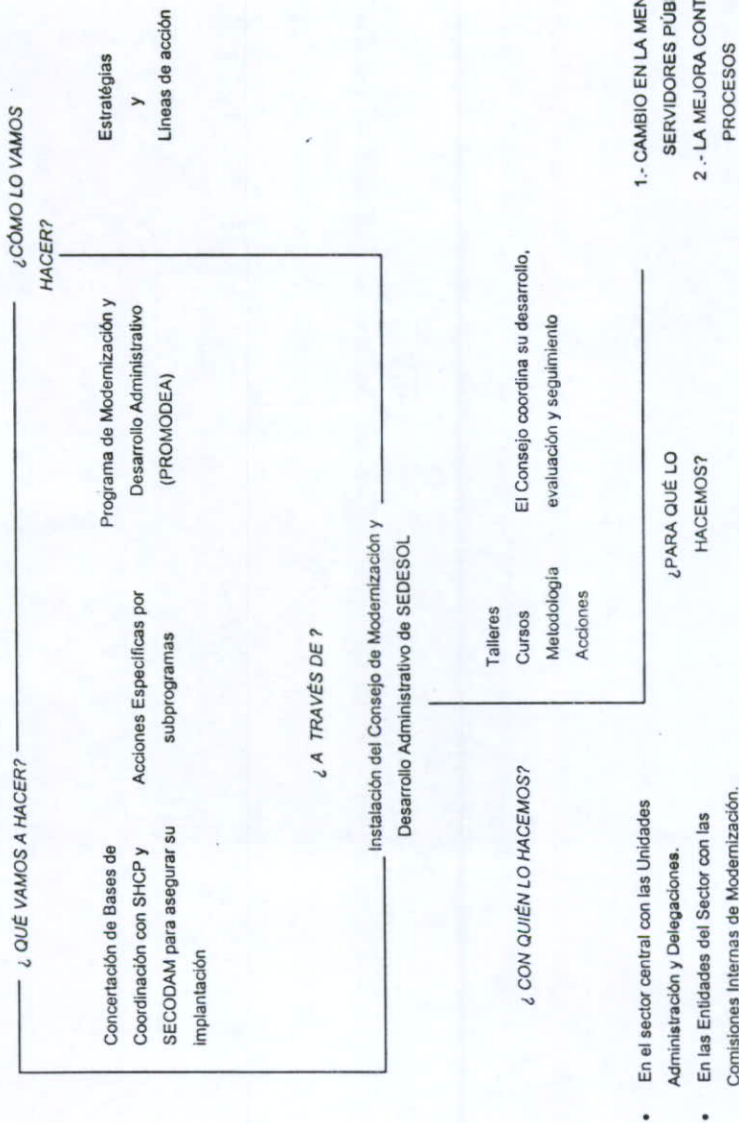 ¿ QUÉ VAMOS A HACER?
¿CÓMO LO VAMOS
HACER?
Concertación de Bases de
Coordinación con SHCP y
SECODAM para asegurar su
implantación
Acciones Específicas por
subprogramas
Programa de Modernización y
Desarrollo Administrativo
(PROMODEA)
Estratégias
y
Líneas de acción
¿ A TRAVÉS DE ?
Instalación del Consejo de Modernización y
Desarrollo Administrativo de SEDESOL
¿ CON QUIÉN LO HACEMOS?
Talleres
Cursos
Metodología
Acciones
El Consejo coordina su desarrollo,
evaluación y seguimiento
• En el sector central con las Unidades
Administración y Delegaciones.
• En las Entidades del Sector con las
Comisiones Internas de Modernización.
¿PARA QUÉ LO
HACEMOS?
1.- CAMBIO EN LA
SERVIDORES
2 .- LA MEJORA
PROCESOS